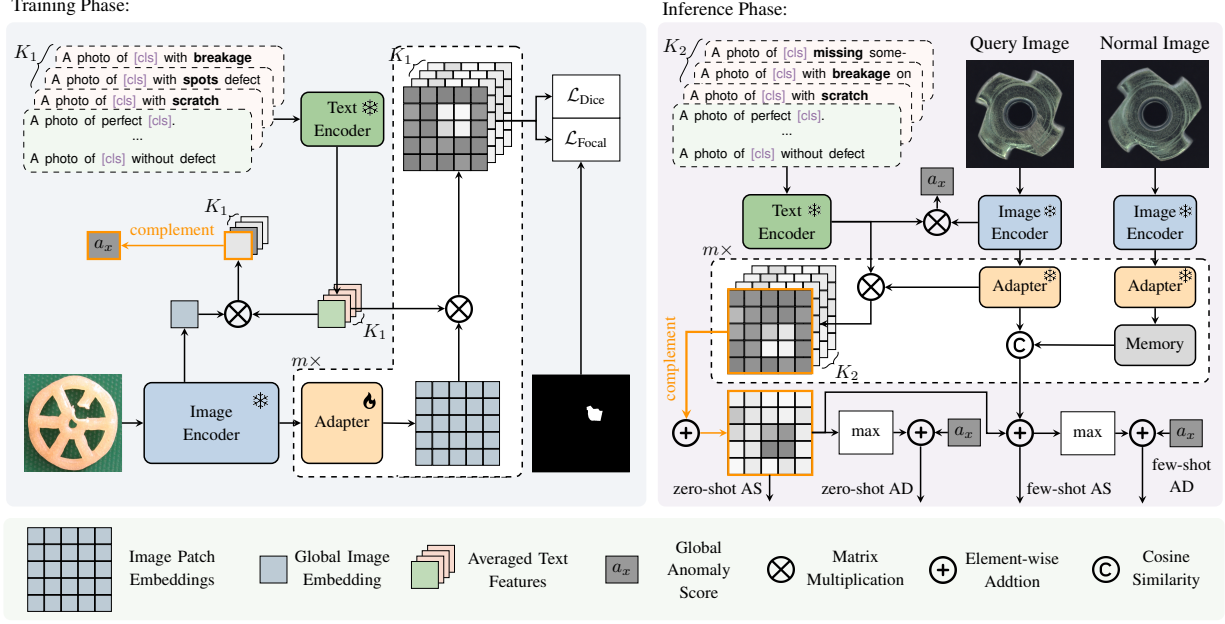 Training Phase:
K1
A photo of [cls] with breakage
A photo of [cls] with spots defect
A photo of [cls] with scratch
A photo of perfect [cls].
...
A photo of [cls] without defect
Text
Encoder
K1
LDice
LFocal
K1
ax
complement
K1
m×
Image
Encoder
Adapter
Inference Phase:
K2
A photo of [cls] missing some-
A photo of [cls] with breakage on
A photo of [cls] with scratch
A photo of perfect [cls].
...
A photo of [cls] without defect
Query Image
Normal Image
ax
Text
Encoder
Image
Encoder
Image
Encoder
m×
Adapter
Adapter
C
Memory
K2
complement
max
ax
max
ax
zero-shot AS
zero-shot AD
few-shot AS
few-shot
AD
Image Patch
Embeddings
Global Image
Embedding
Averaged Text
Features
ax
Global
Anomaly
Score
Matrix
Multiplication
Element-wise
Addtion
C
Cosine
Similarity